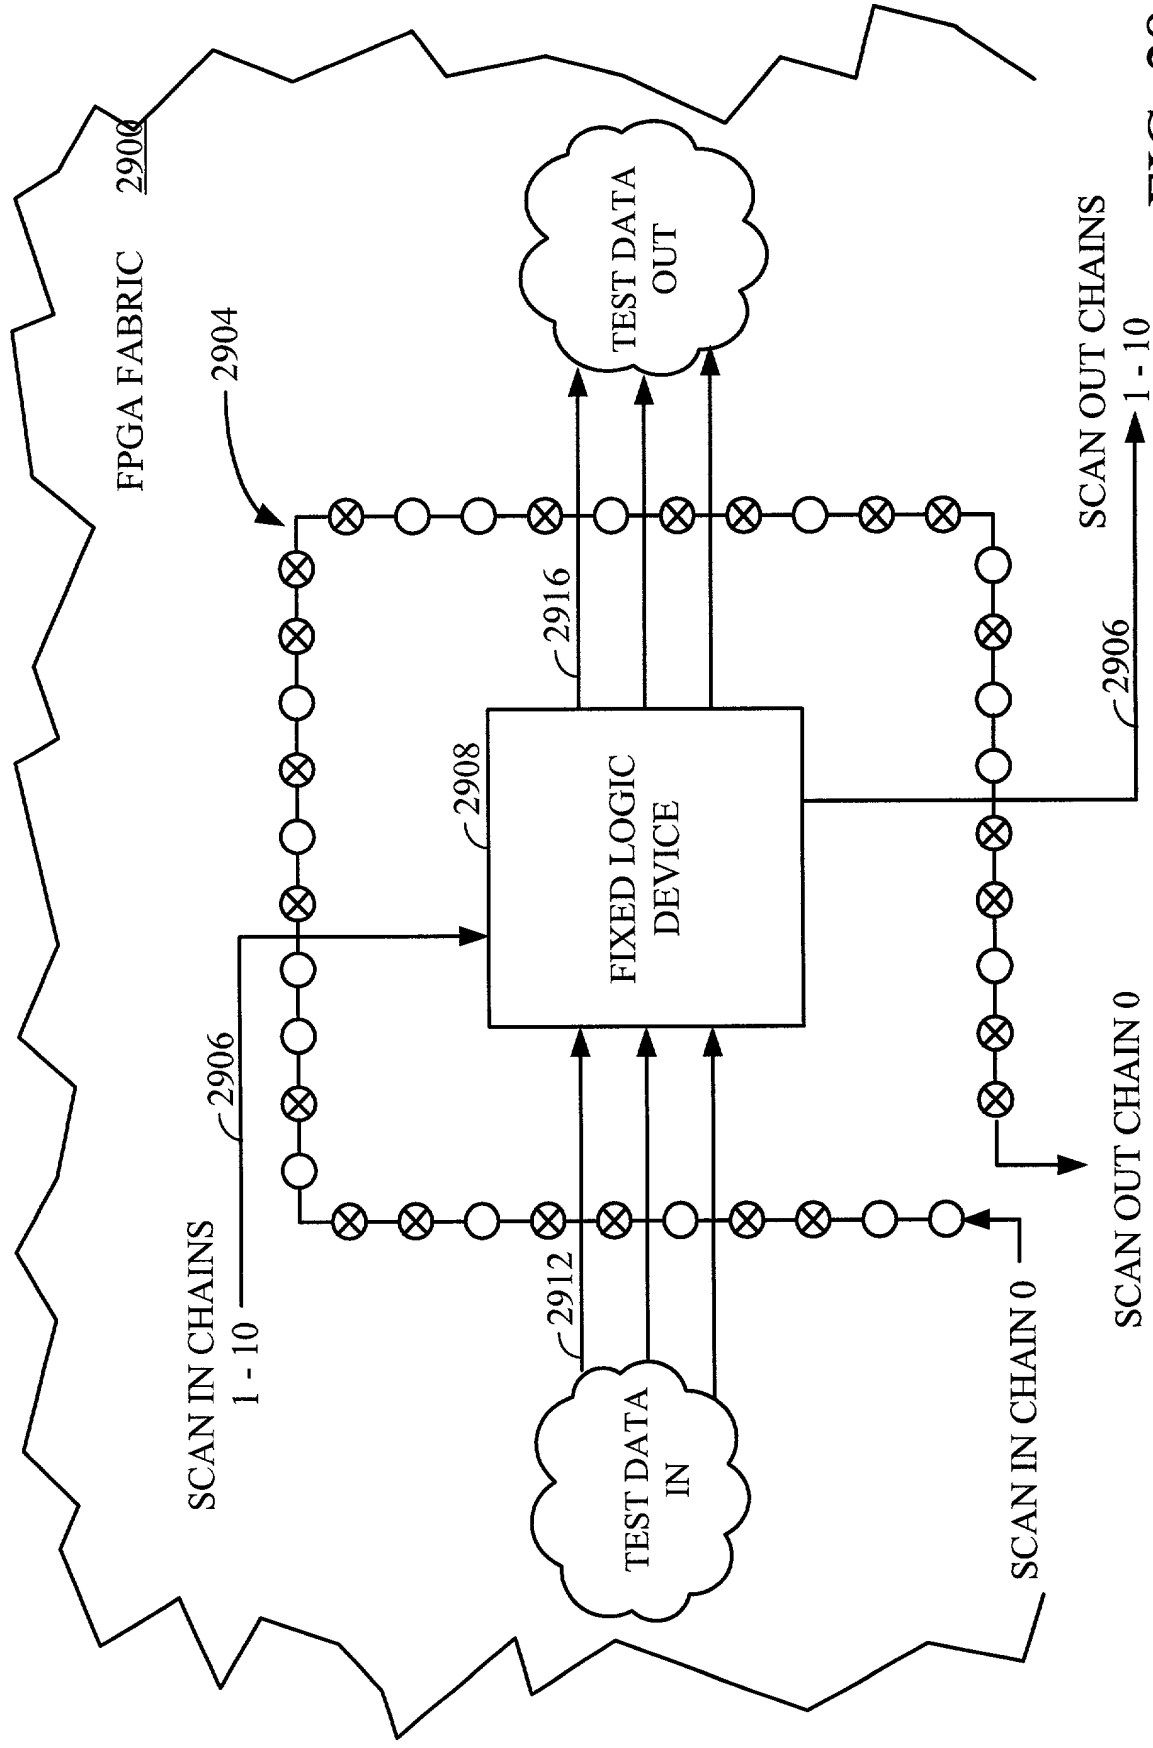 FPGA FABRIC 2900
2904
SCAN IN CHAINS
1 - 10
2906
2908
FIXED LOGIC
DEVICE
2912
2916
TEST DATA
IN
TEST DATA
OUT
SCAN IN CHAIN 0
SCAN OUT CHAIN 0
2906
SCAN OUT CHAINS
1 - 10